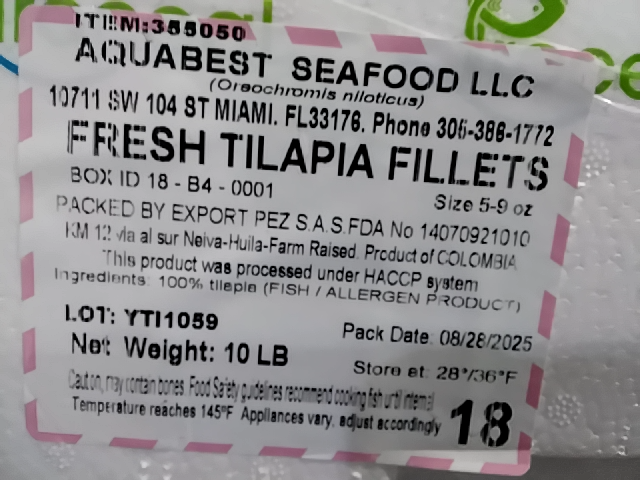 ITEM:355050
AQUABEST SEAFOOD LLC
(Oreochromis niloticus)
10711 SW 104 ST MIAMI. FL33176. Phone 305-388-1772
FRESH TILAPIA FILLETS
BOX ID 18 - B4 - 0001
Size 5-9 oz
PACKED BY EXPORT PEZ S.A.S.FDA No 14070921010
KM 12 via al sur Neiva-Huila-Farm Raised. Product of COLOMBIA
This product was processed under HACCP system
Ingredients: 100% tilapia (FISH / ALLERGEN PRODUCT)
LOT: YTI1059
Pack Date: 08/28/2025
Net Weight: 10 LB
Store at: 28°/36°F
Caution, may contain bones. Food Safety guidelines recommend cooking fish until internal
Temperature reaches 145°F. Appliances vary, adjust accordingly
18